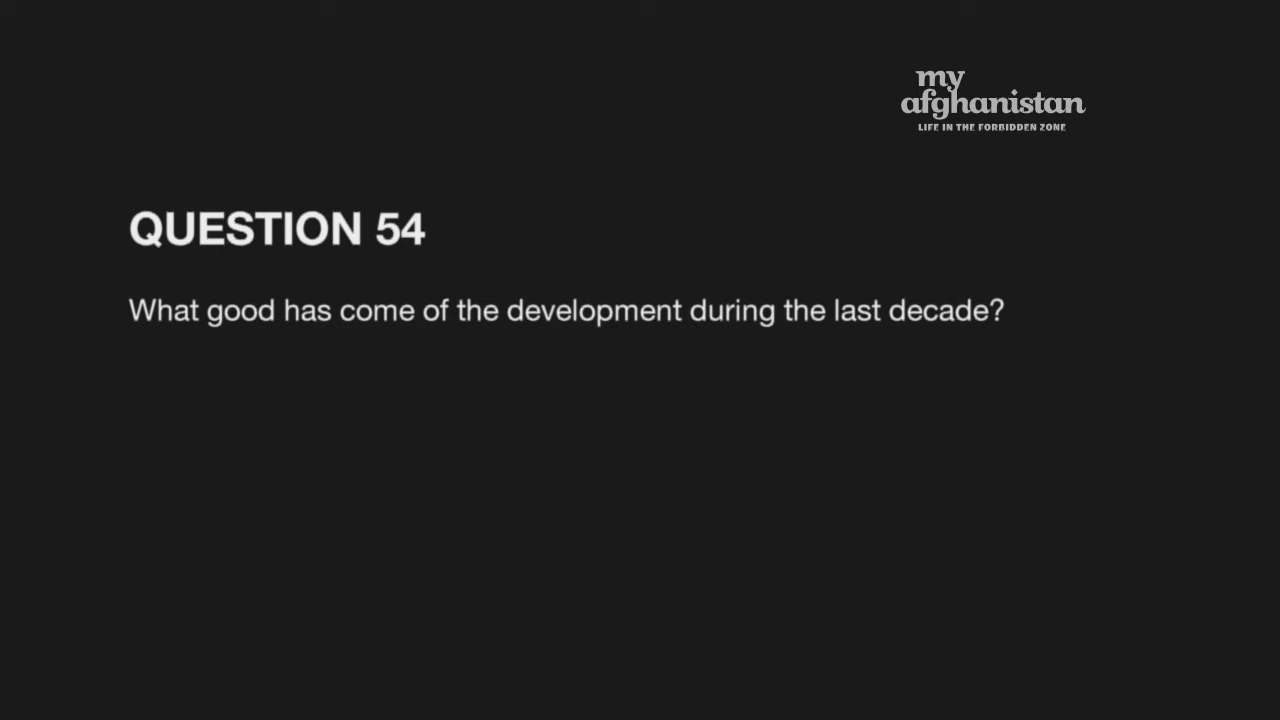 my
afghanistan
LIFE IN THE FORBIDDEN ZONE
QUESTION 54
What good has come of the development during the last decade?